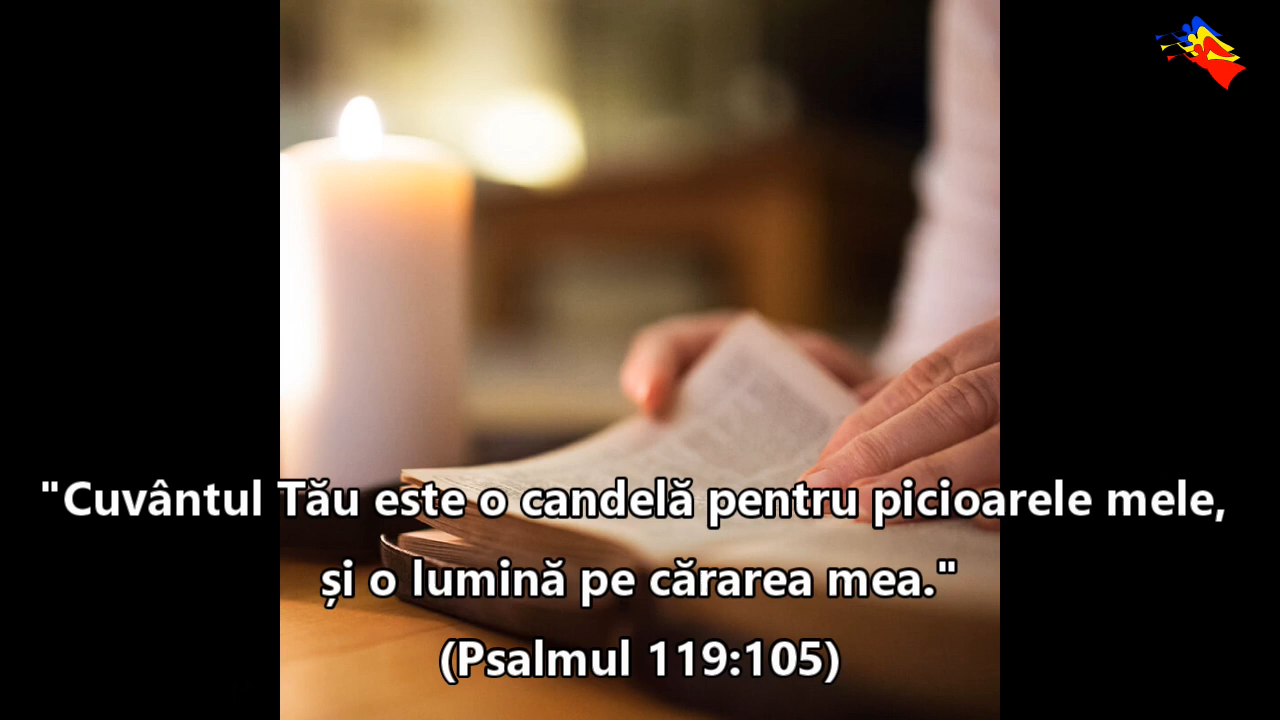 "Cuvântul Tău este o candelă pentru picioarele mele,
și o lumină pe cărarea mea."
(Psalmul 119:105)